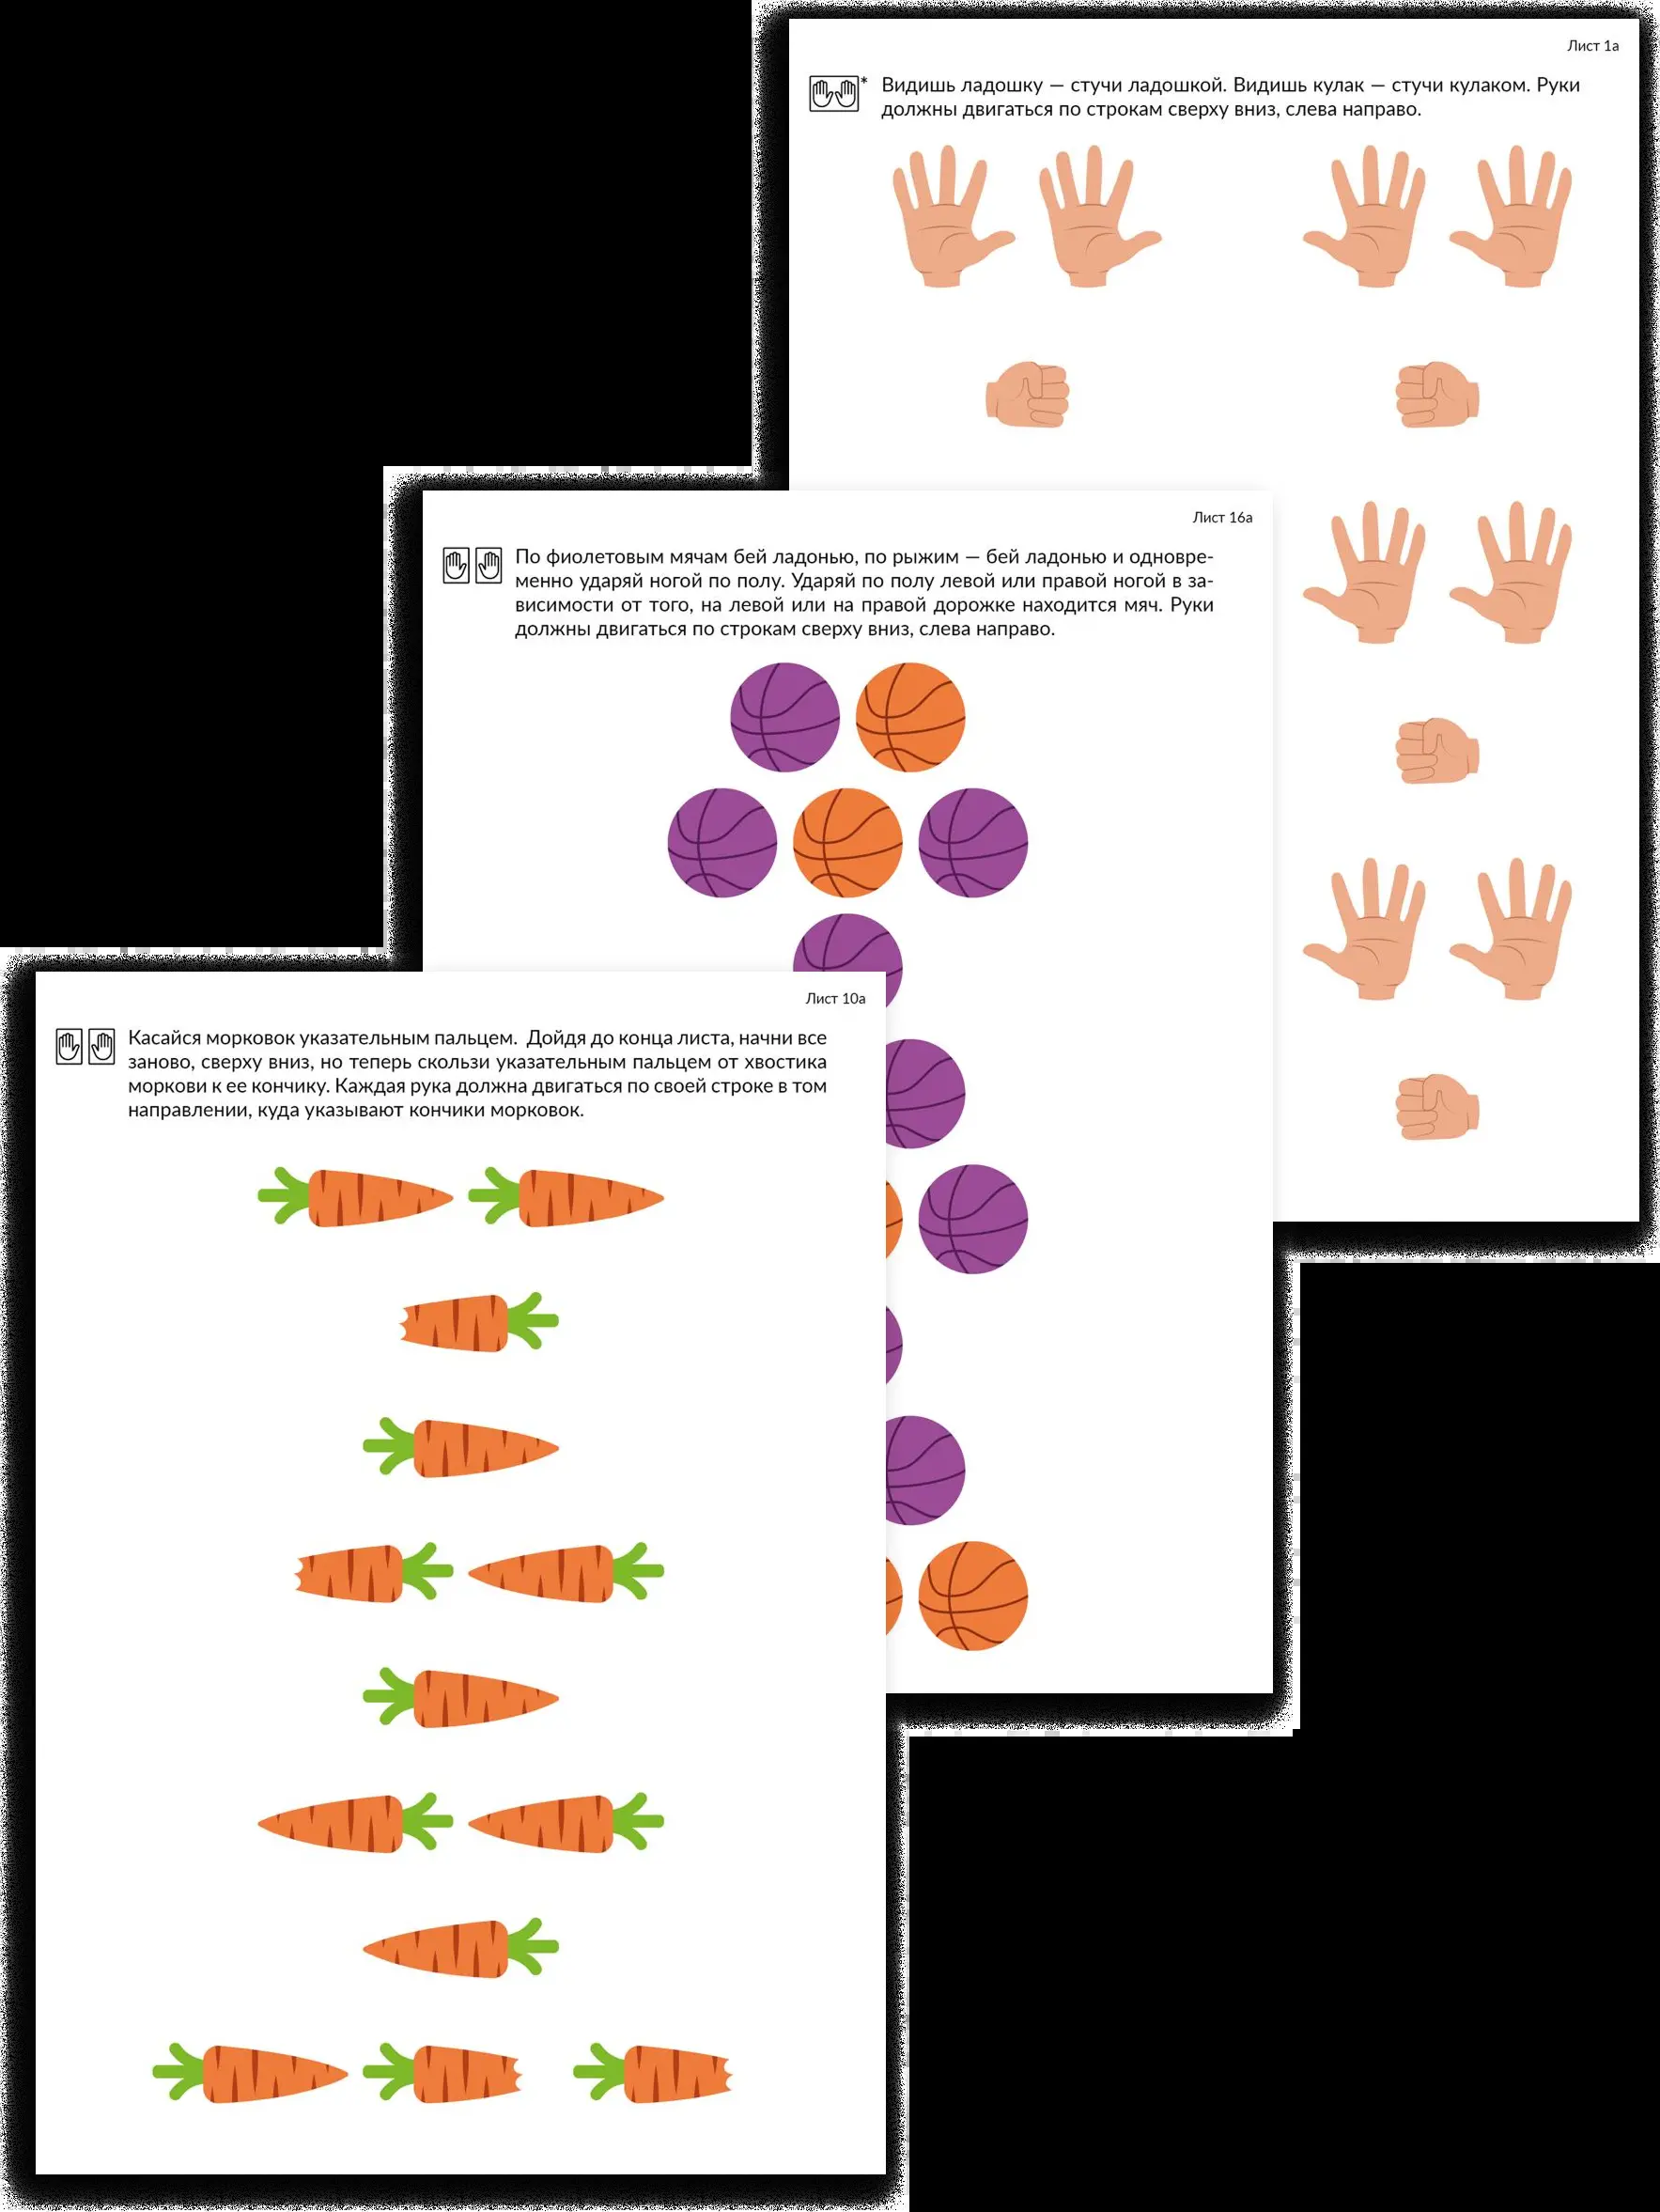 Лист 1а
* Видишь ладошку — стучи ладошкой. Видишь кулак — стучи кулаком. Руки
должны двигаться по строкам сверху вниз, слева направо.
Лист 16а
По фиолетовым мячам бей ладонью, по рыжим — бей ладонью и одновре-
менно ударяй ногой по полу. Ударяй по полу левой или правой ногой в за-
висимости от того, на левой или на правой дорожке находится мяч. Руки
должны двигаться по строкам сверху вниз, слева направо.
Лист 10а
Касайся морковок указательным пальцем. Дойдя до конца листа, начни все
заново, сверху вниз, но теперь скользи указательным пальцем от хвостика
моркови к ее кончику. Каждая рука должна двигаться по своей строке в том
направлении, куда указывают кончики морковок.